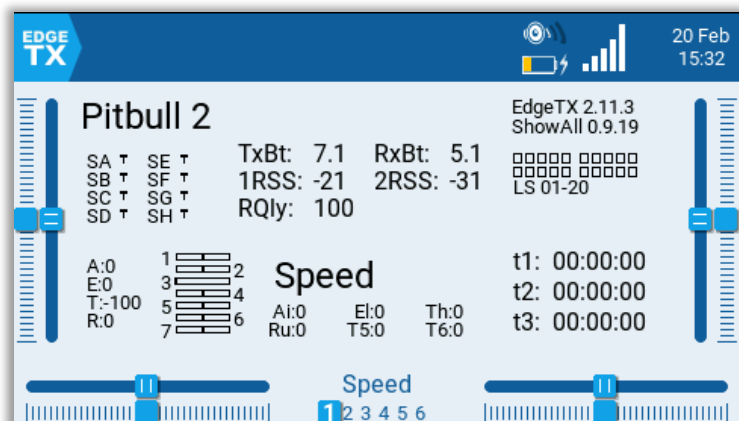 EDGE
TX
20 Feb
15:32
Pitbull 2
EdgeTX 2.11.3
ShowAll 0.9.19
SA SE
SB SF
SC SG
SD SH
TxBt: 7.1 RxBt: 5.1
1RSS: -21 2RSS: -31
RQly: 100
LS 01-20
A:0
E:0
T:-100
R:0
1
2
3
4
5
6
7
Speed
Ai:0 El:0 Th:0
Ru:0 T5:0 T6:0
t1: 00:00:00
t2: 00:00:00
t3: 00:00:00
Speed
1 2 3 4 5 6